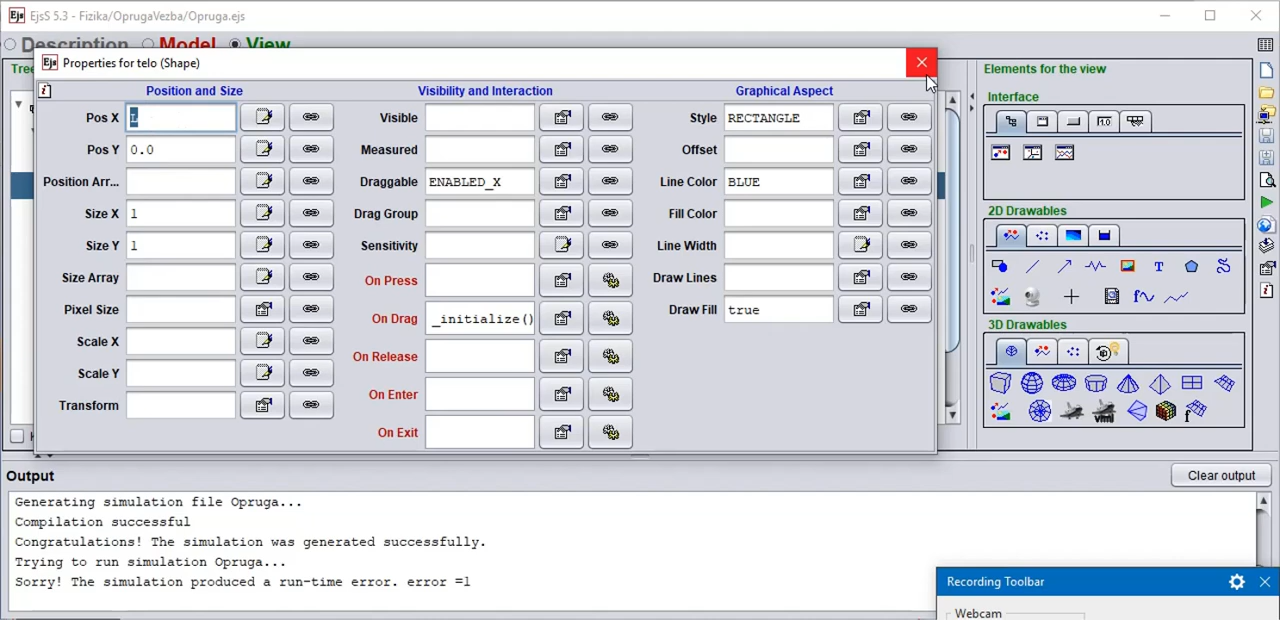 EjsS 5.3 - Fizika/OprugaVezba/Opruga.ejs
Description Model View
Tree
Elements for the view
Ejs Properties for telo (Shape)
Position and Size
Pos X
Pos Y 0.0
Position Arr...
Size X 1
Size Y 1
Size Array
Pixel Size
Scale X
Scale Y
Transform
Visibility and Interaction
Visible
Measured
Draggable ENABLED_X
Drag Group
Sensitivity
On Press
On Drag _initialize()
On Release
On Enter
On Exit
Graphical Aspect
Style RECTANGLE
Offset
Line Color BLUE
Fill Color
Line Width
Draw Lines
Draw Fill true
Interface
2D Drawables
3D Drawables
Output
Clear output
Generating simulation file Opruga...
Compilation successful
Congratulations! The simulation was generated successfully.
Trying to run simulation Opruga...
Sorry! The simulation produced a run-time error. error =1
Recording Toolbar
Webcam